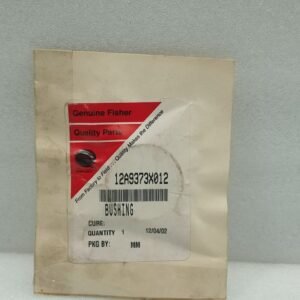 Genuine Fisher
Quality Parts
From Factory to Field ... Quality Makes the Difference
12A9373X012
BUSHING
CURE:
QUANTITY 1 12/04/02
PKG BY: MM